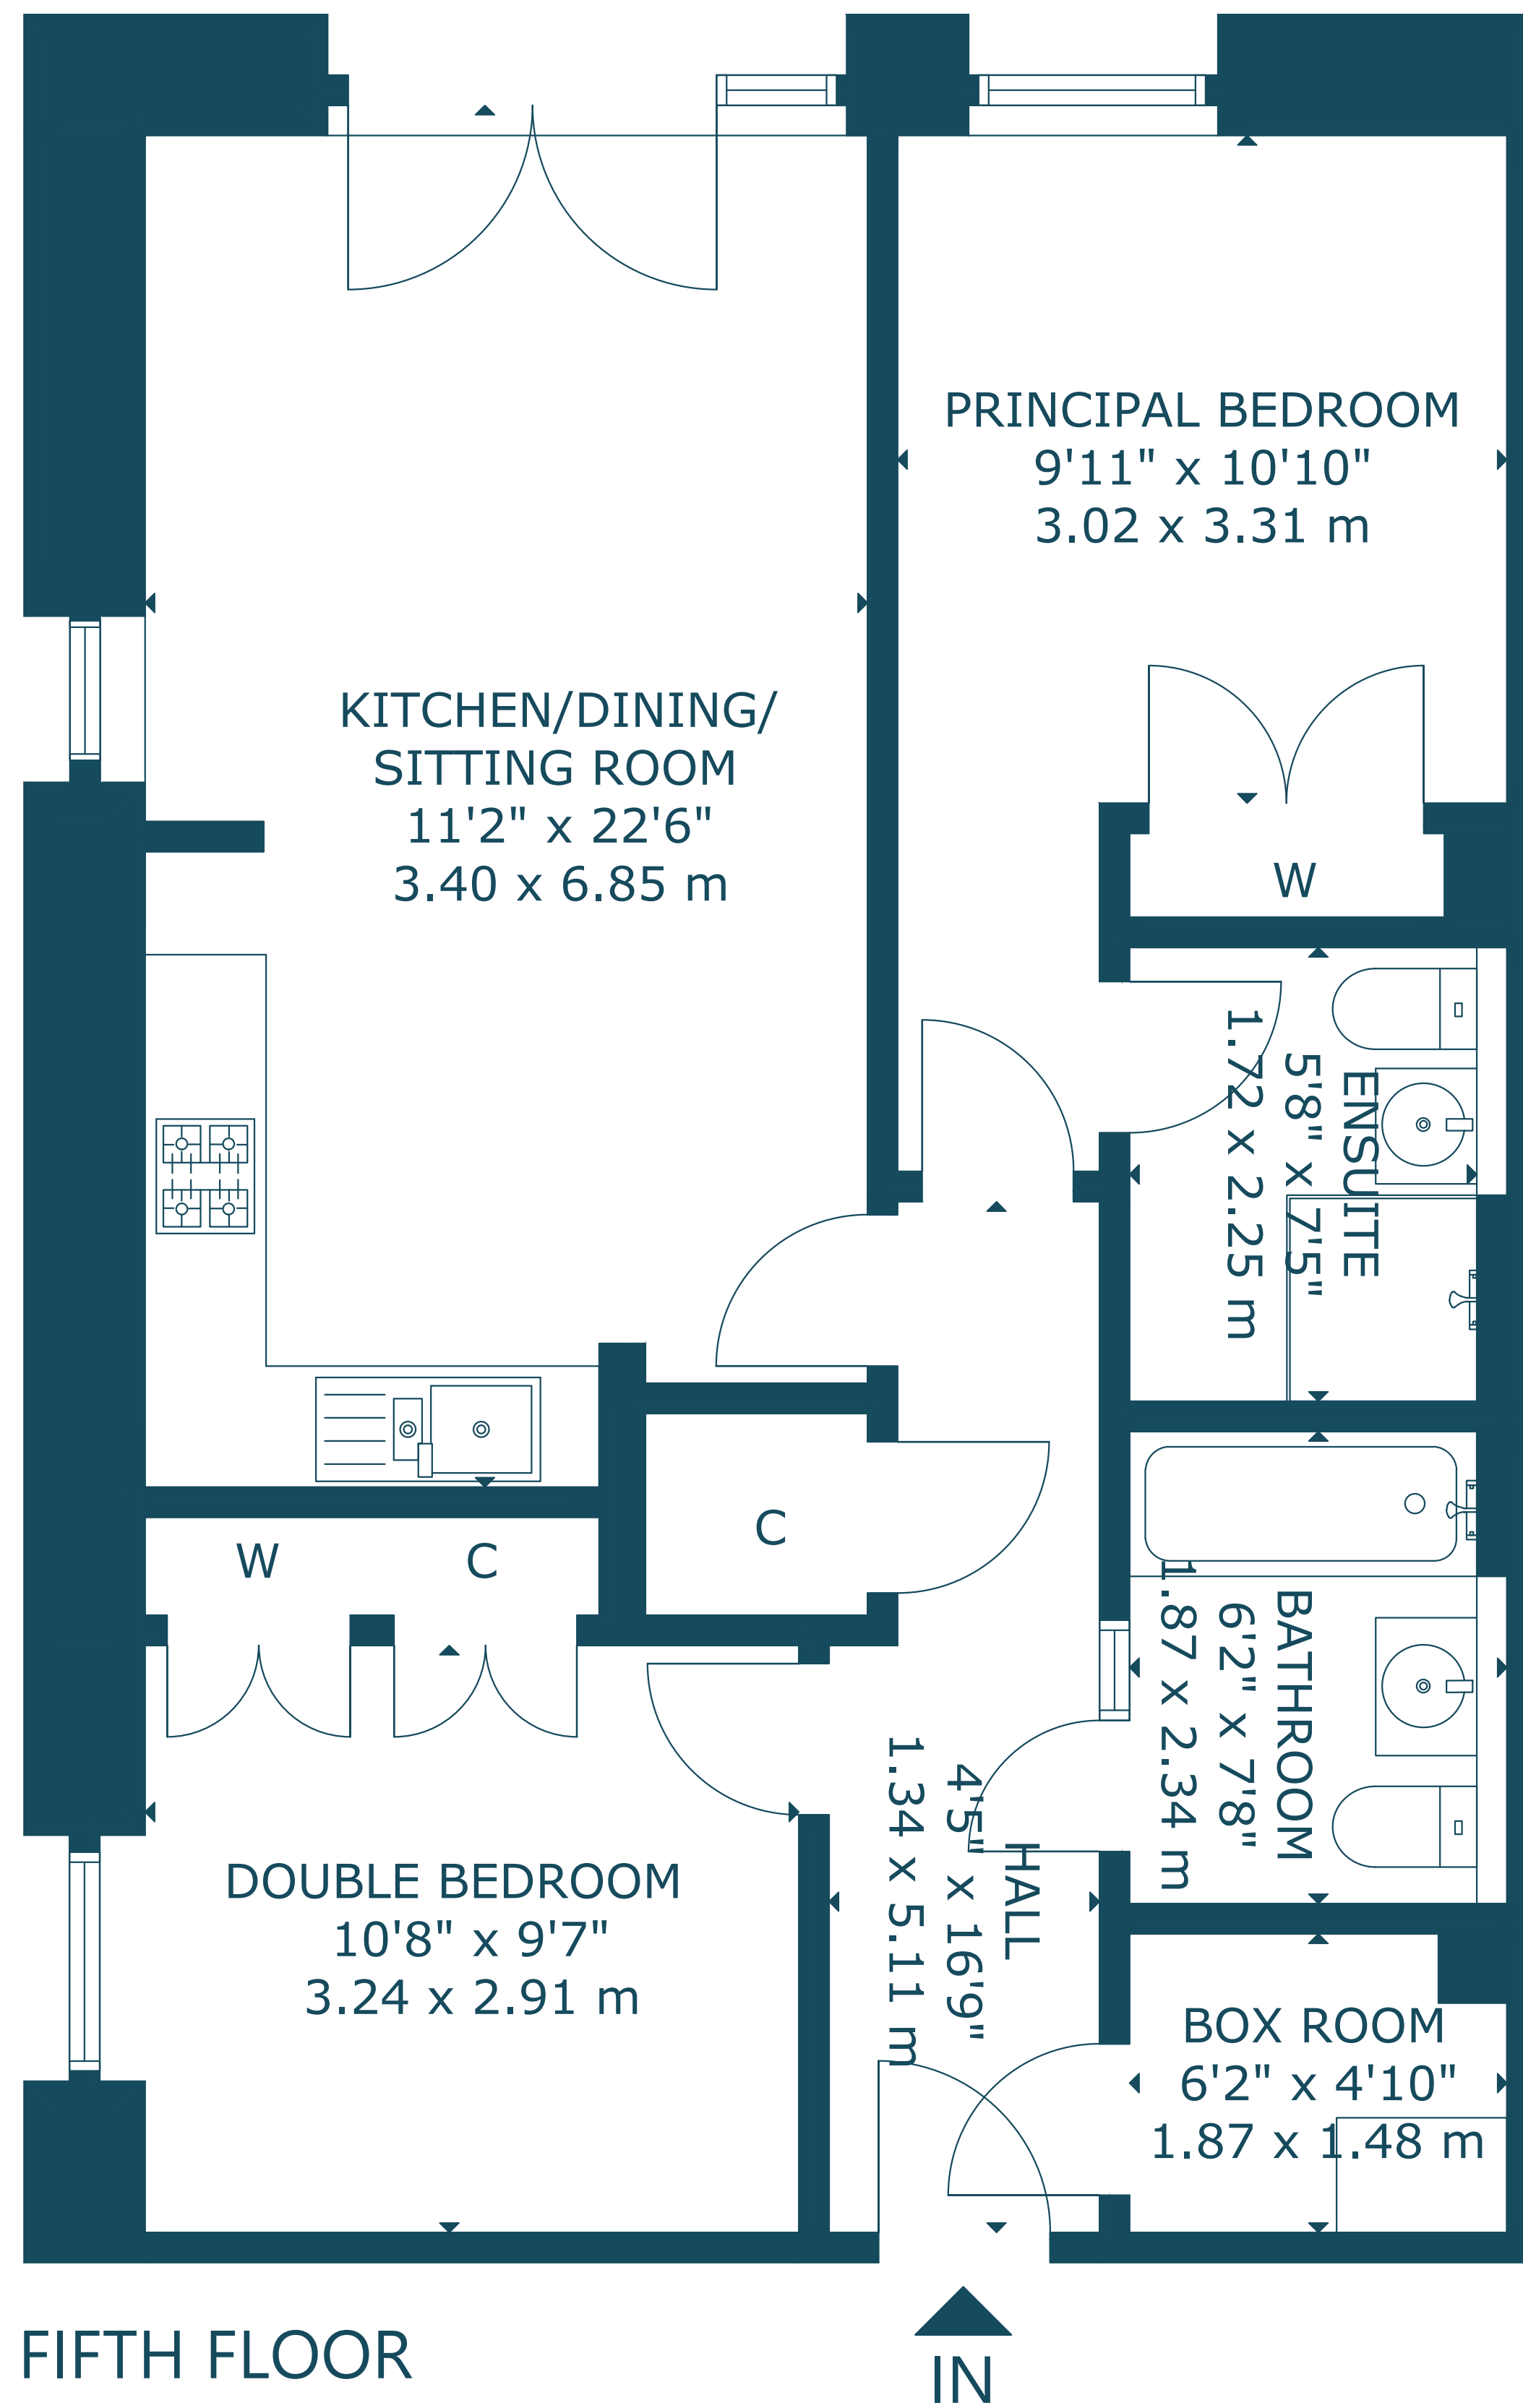 PRINCIPAL BEDROOM
9'11" x 10'10"
3.02 x 3.31 m
KITCHEN/DINING/
SITTING ROOM
11'2" x 22'6"
3.40 x 6.85 m
W
ENSUITE
5'8" x 7'5"
1.72 x 2.25 m
W
C
C
BATHROOM
6'2" x 7'8"
1.87 x 2.34 m
HALL
4'5" x 16'9"
1.34 x 5.11 m
DOUBLE BEDROOM
10'8" x 9'7"
3.24 x 2.91 m
BOX ROOM
6'2" x 4'10"
1.87 x 1.48 m
FIFTH FLOOR
IN